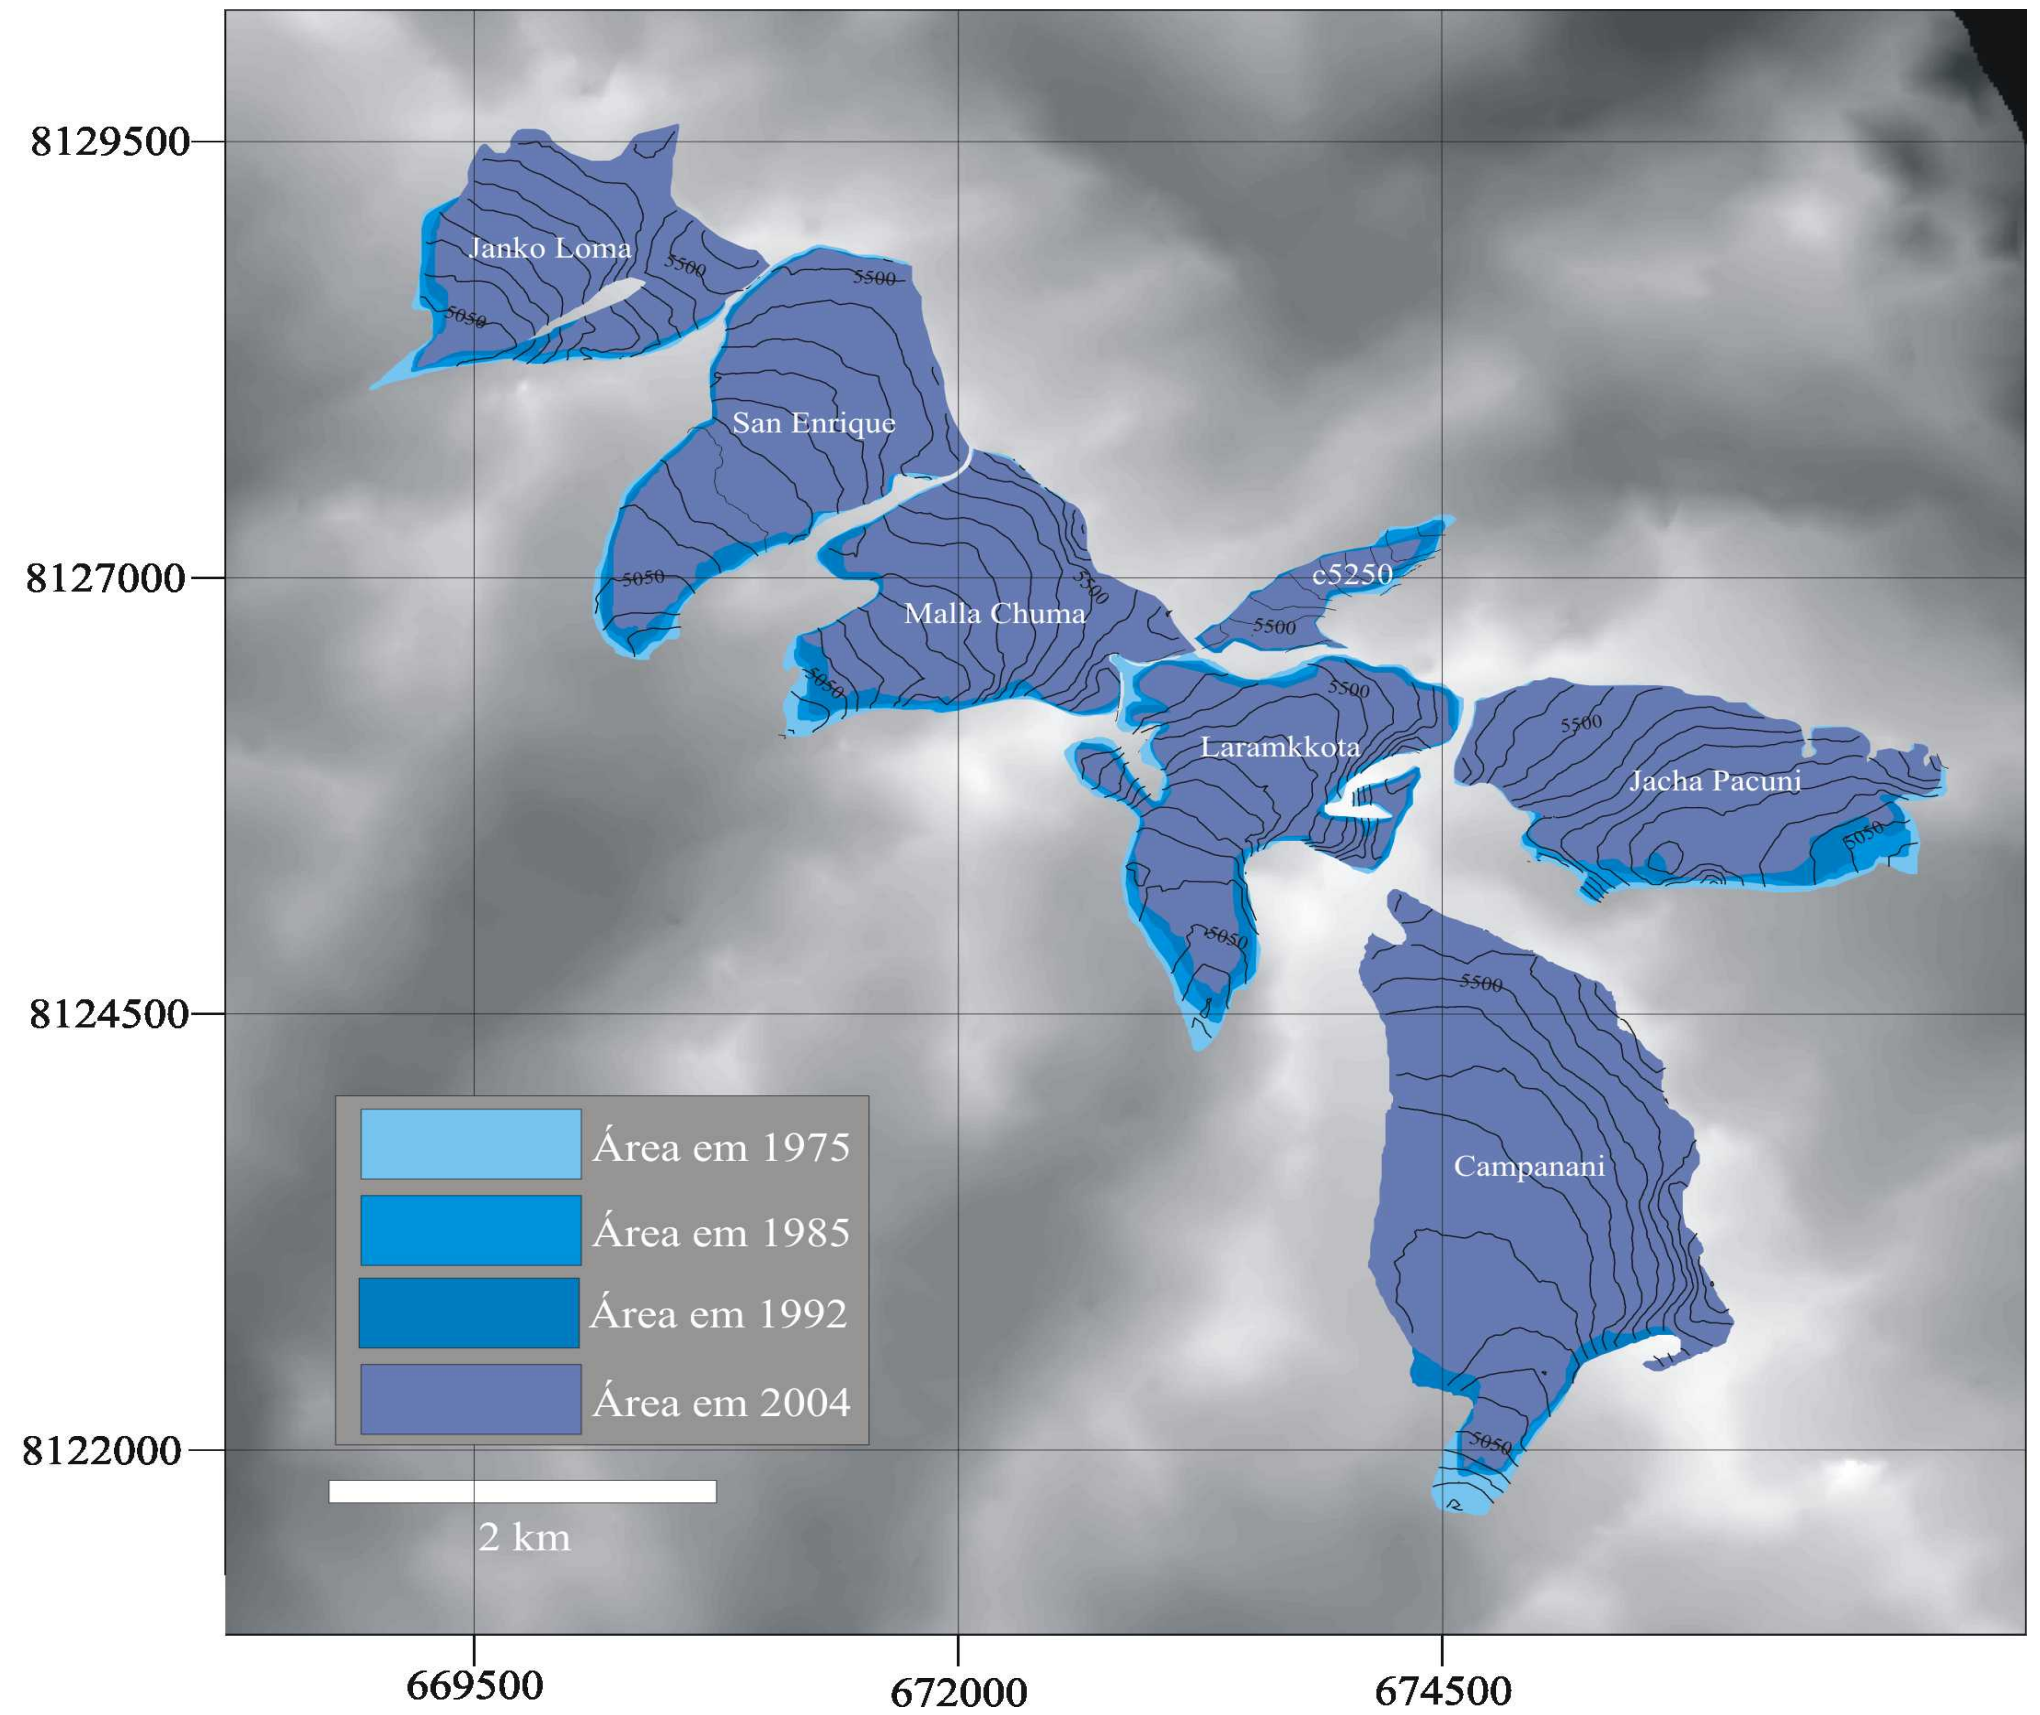 8129500
Janko Loma
5500
5500
5050
San Enrique
8127000
5050
c5250
5500
Malla Chuma
5500
5050
5500
Laramkkota
5500
Jacha Pacuni
5050
5050
5500
8124500
Área em 1975
Campanani
Área em 1985
Área em 1992
Área em 2004
5050
8122000
2 km
669500
672000
674500